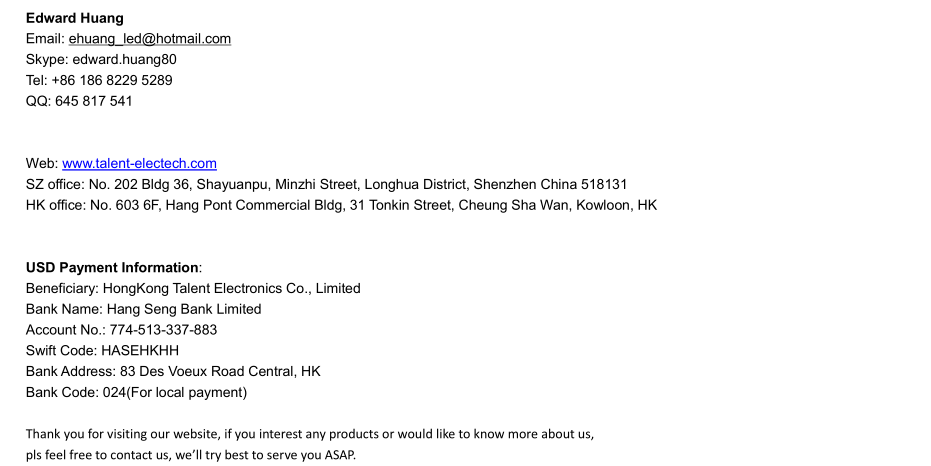 Edward Huang
Email: ehuang_led@hotmail.com
Skype: edward.huang80
Tel: +86 186 8229 5289
QQ: 645 817 541
Web: www.talent-electech.com
SZ office: No. 202 Bldg 36, Shayuanpu, Minzhi Street, Longhua District, Shenzhen China 518131
HK office: No. 603 6F, Hang Pont Commercial Bldg, 31 Tonkin Street, Cheung Sha Wan, Kowloon, HK
USD Payment Information:
Beneficiary: HongKong Talent Electronics Co., Limited
Bank Name: Hang Seng Bank Limited
Account No.: 774-513-337-883
Swift Code: HASEHKHH
Bank Address: 83 Des Voeux Road Central, HK
Bank Code: 024(For local payment)
Thank you for visiting our website, if you interest any products or would like to know more about us,
pls feel free to contact us, we’ll try best to serve you ASAP.